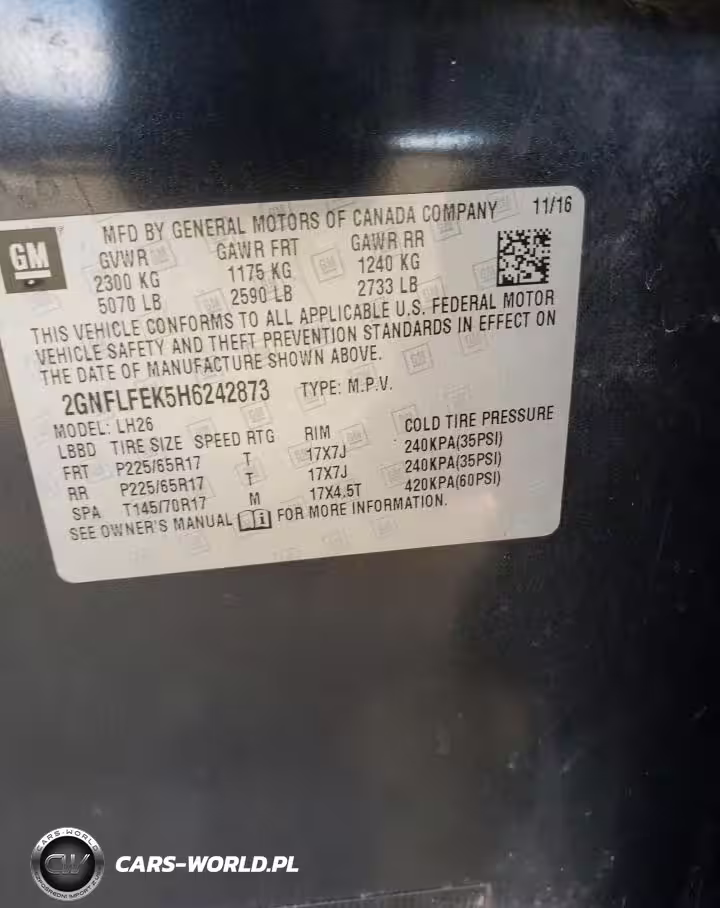 GM
MFD BY GENERAL MOTORS OF CANADA COMPANY 11/16
GVWR GAWR FRT GAWR RR
2300 KG 1175 KG 1240 KG
5070 LB 2590 LB 2733 LB
THIS VEHICLE CONFORMS TO ALL APPLICABLE U.S. FEDERAL MOTOR
VEHICLE SAFETY AND THEFT PREVENTION STANDARDS IN EFFECT ON
THE DATE OF MANUFACTURE SHOWN ABOVE.
2GNFLFEK5H6242873 TYPE: M.P.V.
MODEL: LH26
LBBD TIRE SIZE SPEED RTG RIM COLD TIRE PRESSURE
FRT P225/65R17 T 17X7J 240KPA(35PSI)
RR P225/65R17 T 17X7J 240KPA(35PSI)
SPA T145/70R17 M 17X4.5T 420KPA(60PSI)
SEE OWNER'S MANUAL FOR MORE INFORMATION.
CARS-WORLD
CW
CARS-WORLD.PL